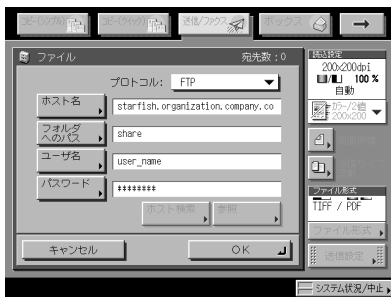 コピー(シンプル)
コピー(クイック)
送信/ファクス
ボックス
ファイル
宛先数:0
プロトコル:
FTP
ホスト名
starfish.organization.company.co
フォルダへのパス
share
ユーザ名
user_name
パスワード
********
ホスト検索
参照
キャンセル
OK
読込設定
200x200dpi
100 %
自動
カラー/2値
200x200
ファイル形式
TIFF / PDF
ファイル形式
送信設定
システム状況/中止